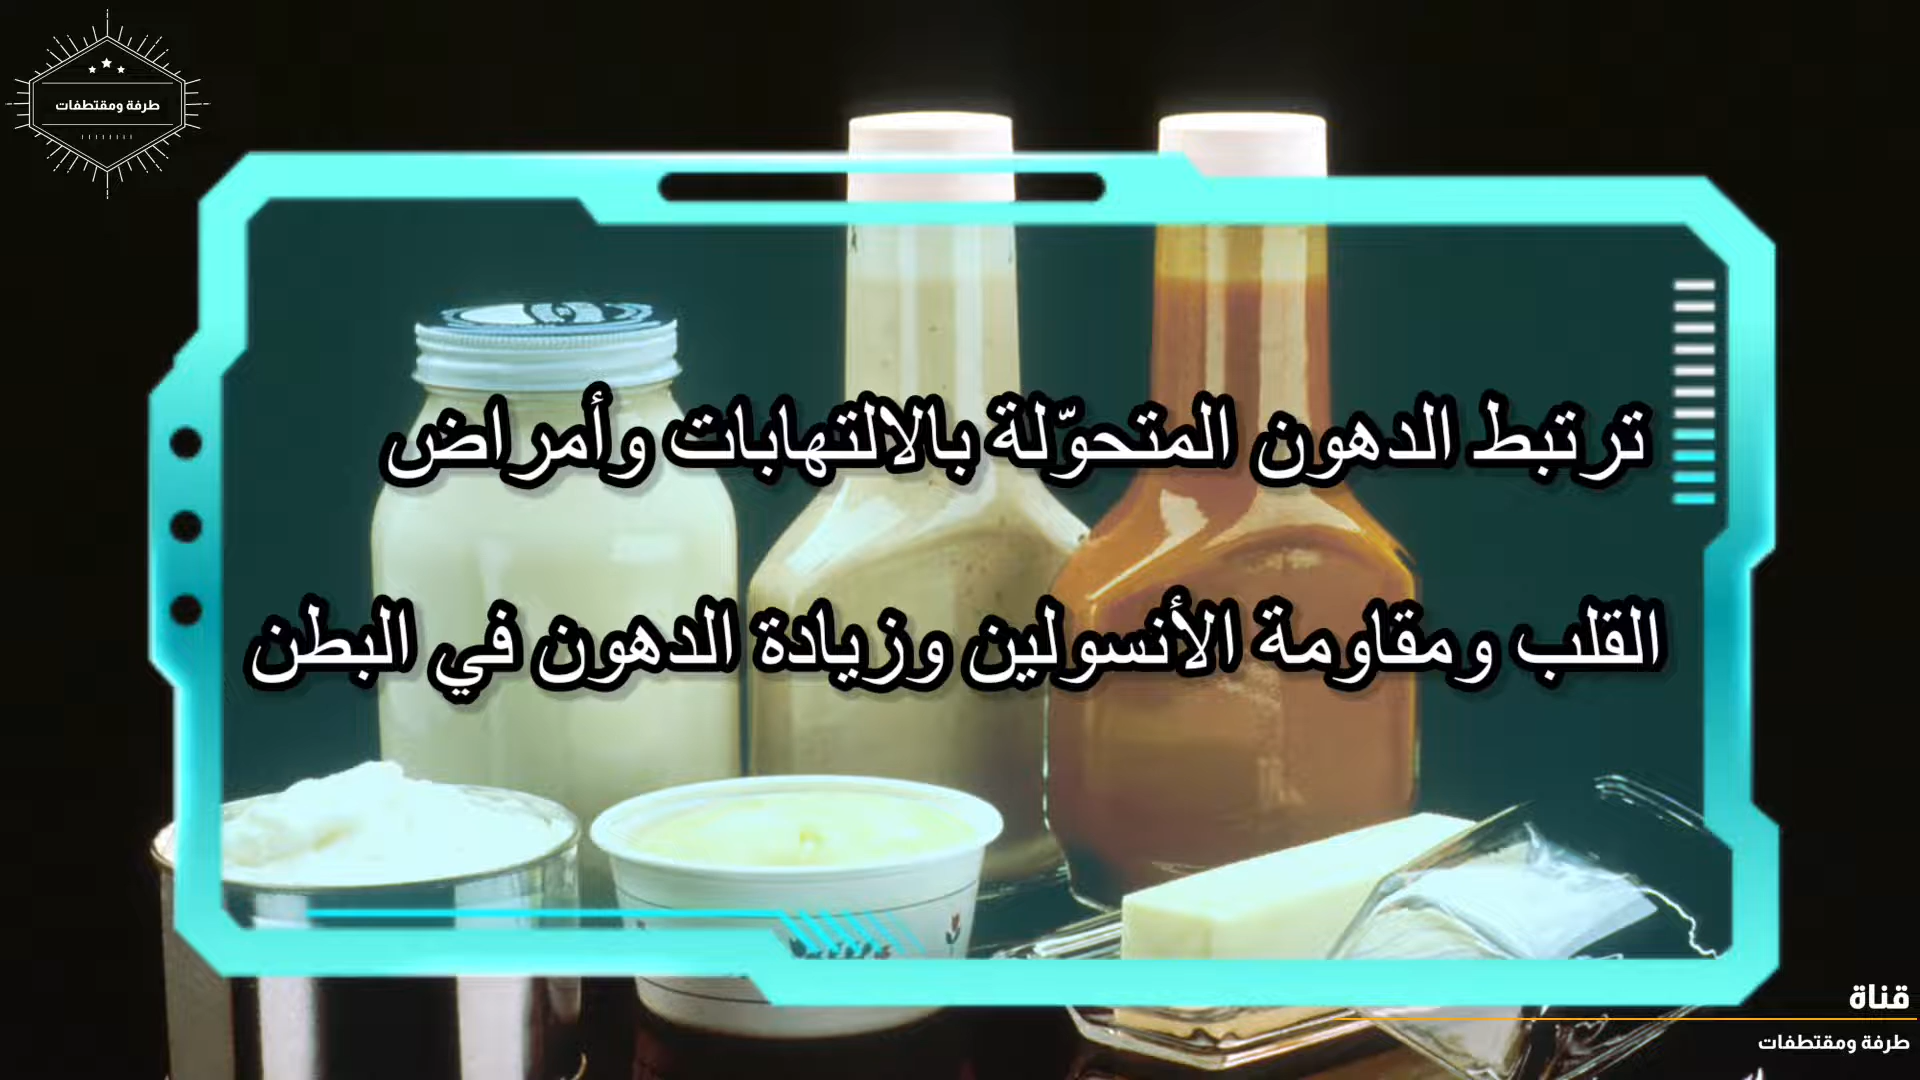 طرفة ومقتطفات
ترتبط الدهون المتحوّلة بالالتهابات وأمراض
القلب ومقاومة الأنسولين وزيادة الدهون في البطن
قناة
طرفة ومقتطفات